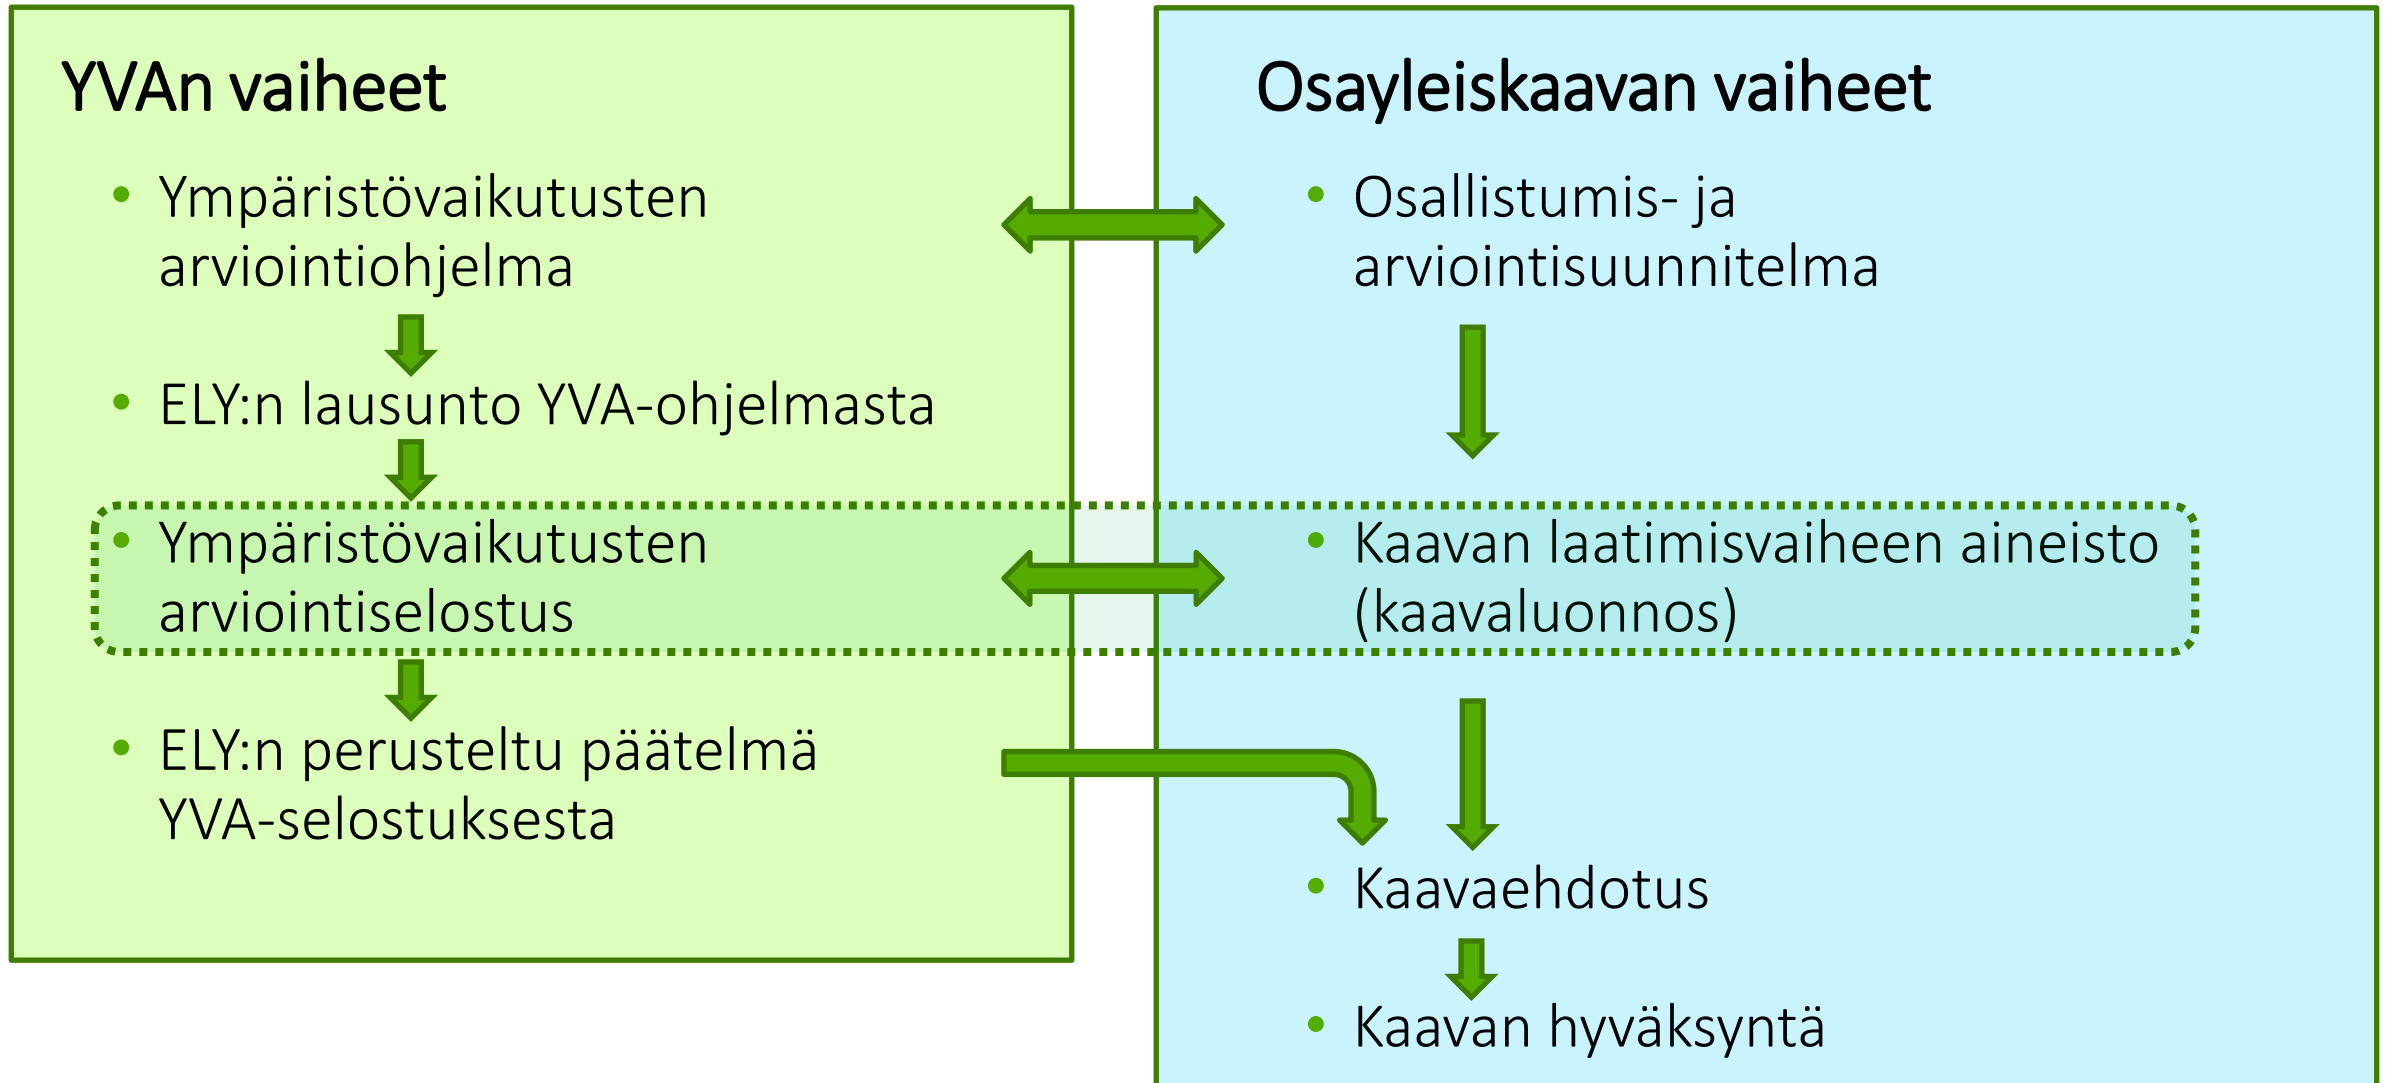 YVAn vaiheet
• Ympäristövaikutusten
arviointiohjelma
• ELY:n lausunto YVA-ohjelmasta
• Ympäristövaikutusten
arviointiselostus
• ELY:n perusteltu päätelmä
YVA-selostuksesta
Osayleiskaavan vaiheet
• Osallistumis- ja
arviointisuunnitelma
• Kaavan laatimisvaiheen aineisto
(kaavaluonnos)
• Kaavaehdotus
• Kaavan hyväksyntä